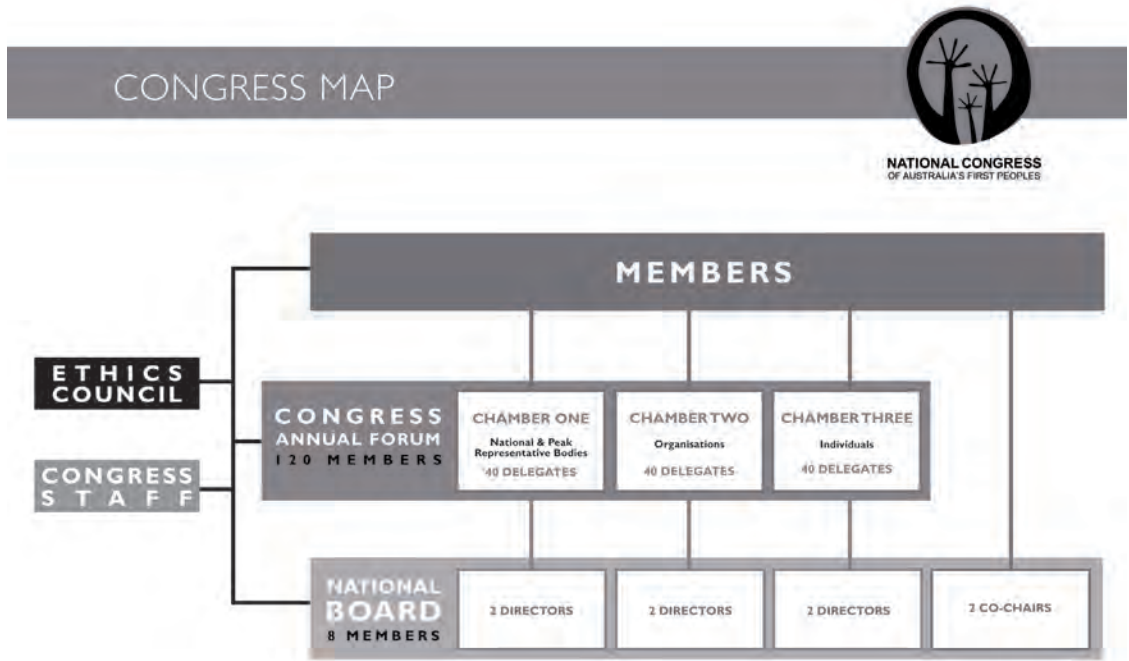 CONGRESS MAP
NATIONAL CONGRESS
OF AUSTRALIA'S FIRST PEOPLES
MEMBERS
ETHICS
COUNCIL
CONGRESS
STAFF
CONGRESS
ANNUAL FORUM
120 MEMBERS
CHAMBER ONE
National & Peak
Representative Bodies
40 DELEGATES
CHAMBER TWO
Organisations
40 DELEGATES
CHAMBER THREE
Individuals
40 DELEGATES
NATIONAL
BOARD
8 MEMBERS
2 DIRECTORS
2 DIRECTORS
2 DIRECTORS
2 CO-CHAIRS